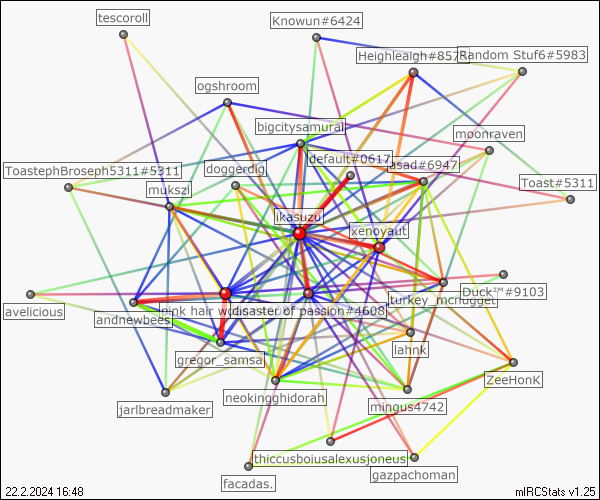 tescoroll
Knowun#6424
Heighleaigh#857
Random Stuf6#5983
ogshroom
bigcitysamurai
moonraven
ToastephBroseph5311#5311
doggerdig
default#0617
asad#6947
Toast#5311
mukszi
ikasuzu
xenoyaut
Duck™#9103
avelicious
andnewbees
pink hair w
disaster of passion#4608
turkey_mcnugget
gregor_samsa
lahnk
ZeeHonK
jarlbreadmaker
neokingghidorah
mingus4742
thiccusboiusalexusjoneus
gazpachoman
facadas.
22.2.2024 16:48
mIRCStats v1.25